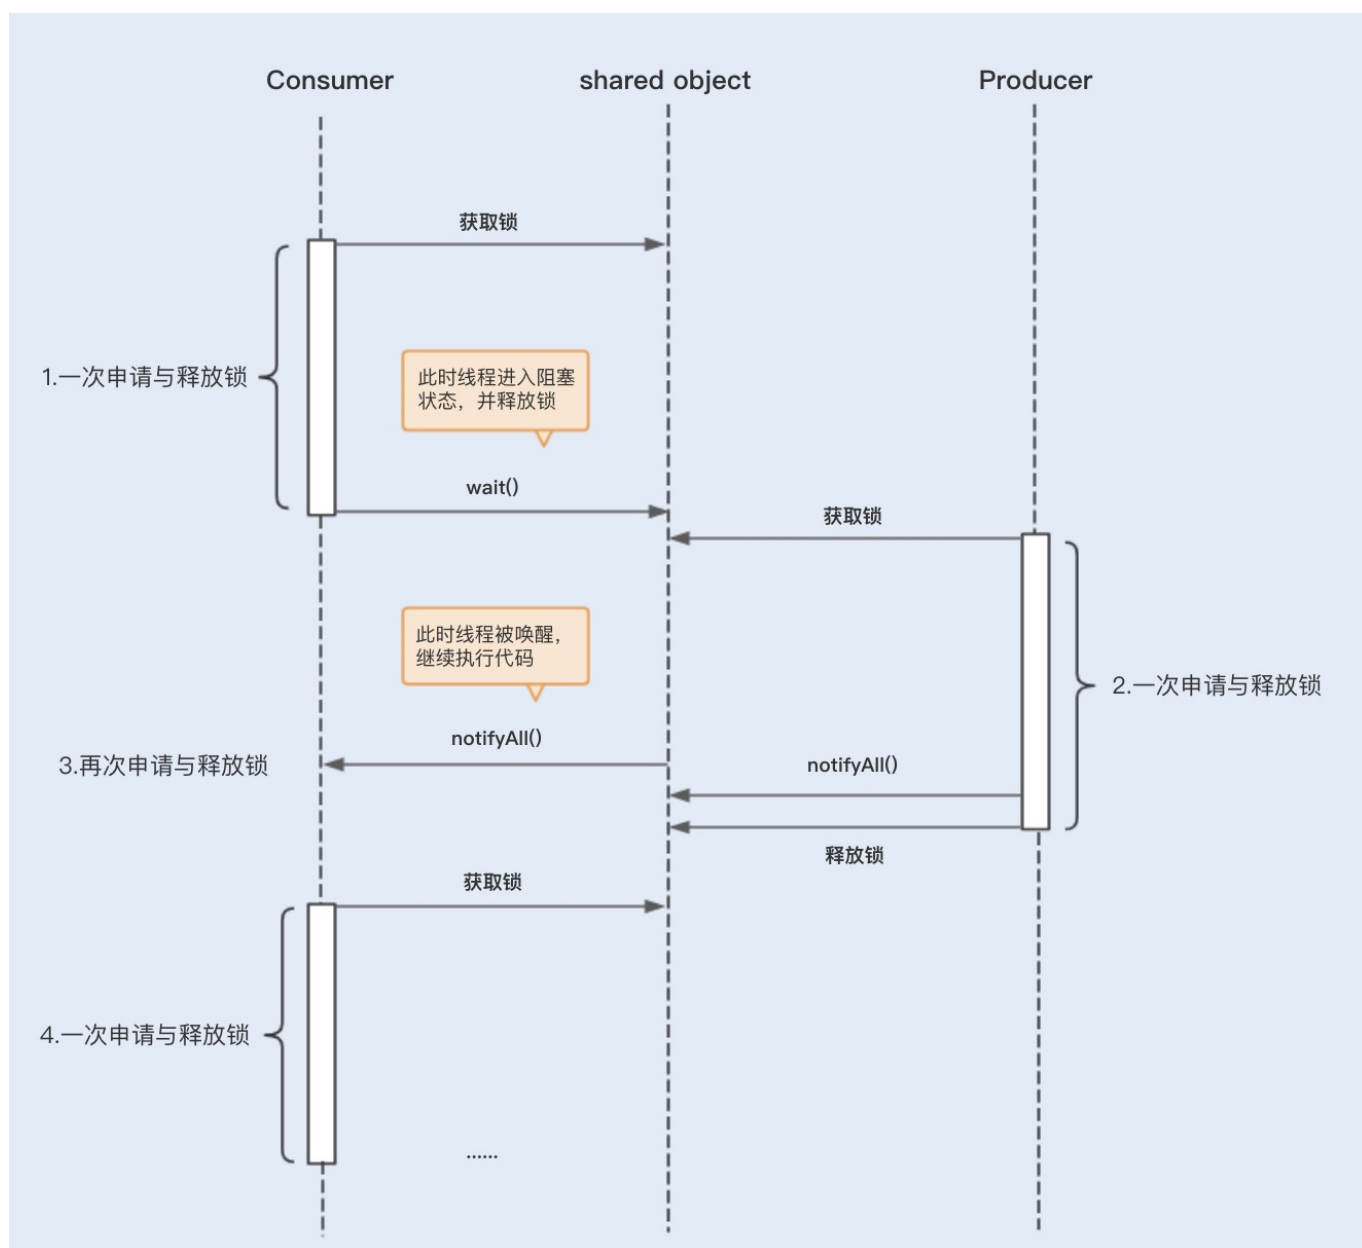 Consumer
shared object
Producer
获取锁
1.一次申请与释放锁
此时线程进入阻塞
状态，并释放锁
wait()
获取锁
此时线程被唤醒，
继续执行代码
2.一次申请与释放锁
notifyAll()
3.再次申请与释放锁
notifyAll()
释放锁
获取锁
4.一次申请与释放锁
......